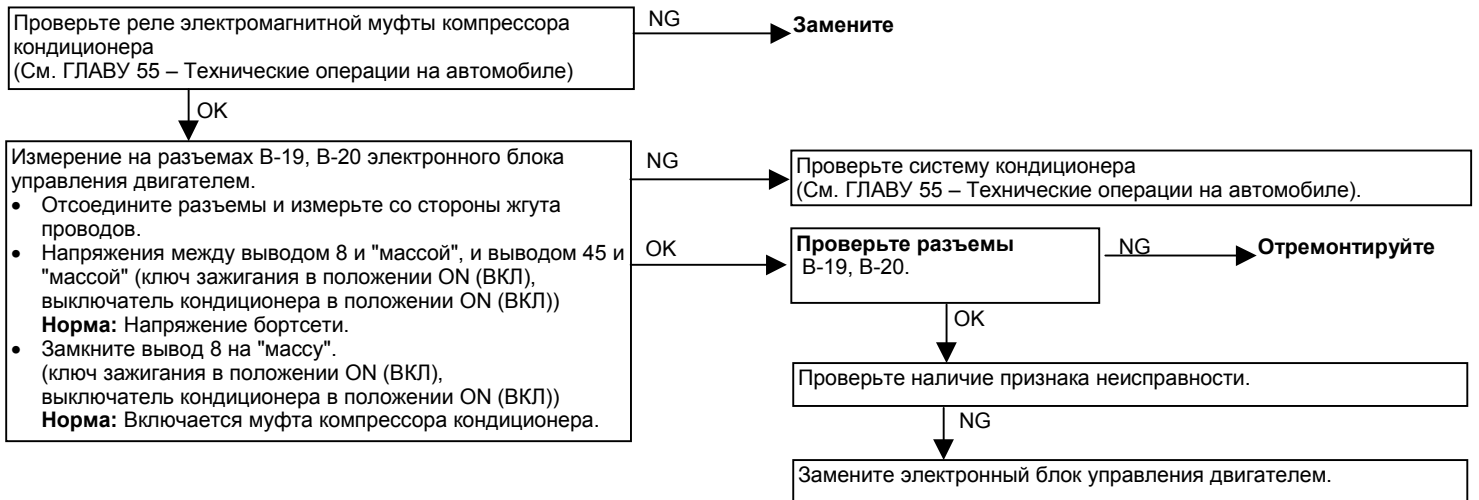 Проверьте реле электромагнитной муфты компрессора
кондиционера
(См. ГЛАВУ 55 – Технические операции на автомобиле)
NG
Замените
OK
Измерение на разъемах В-19, В-20 электронного блока
управления двигателем.
• Отсоедините разъемы и измерьте со стороны жгута
проводов.
• Напряжения между выводом 8 и "массой", и выводом 45 и
"массой" (ключ зажигания в положении ON (ВКЛ),
выключатель кондиционера в положении ON (ВКЛ))
Норма: Напряжение бортсети.
• Замкните вывод 8 на "массу".
(ключ зажигания в положении ON (ВКЛ),
выключатель кондиционера в положении ON (ВКЛ))
Норма: Включается муфта компрессора кондиционера.
NG
Проверьте систему кондиционера
(См. ГЛАВУ 55 – Технические операции на автомобиле).
OK
Проверьте разъемы
В-19, В-20.
NG
Отремонтируйте
OK
Проверьте наличие признака неисправности.
NG
Замените электронный блок управления двигателем.